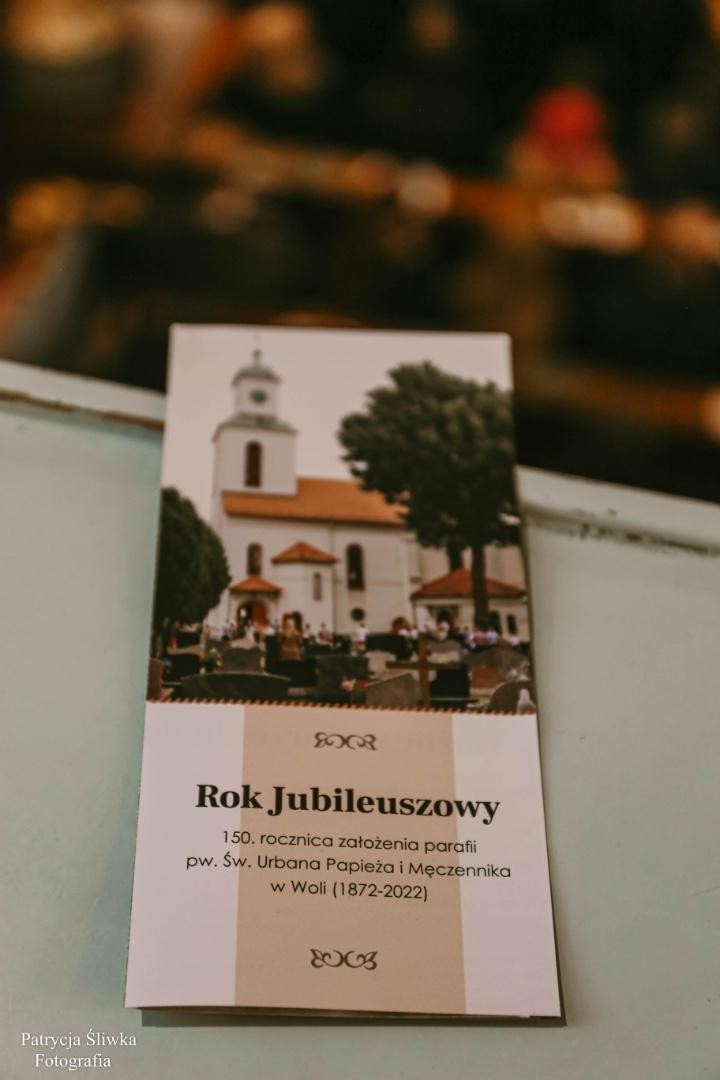 Rok Jubileuszowy
150. rocznica założenia parafii
pw. Św. Urbana Papieża i Męczennika
w Woli (1872-2022)
Patrycja Śliwka
Fotografia